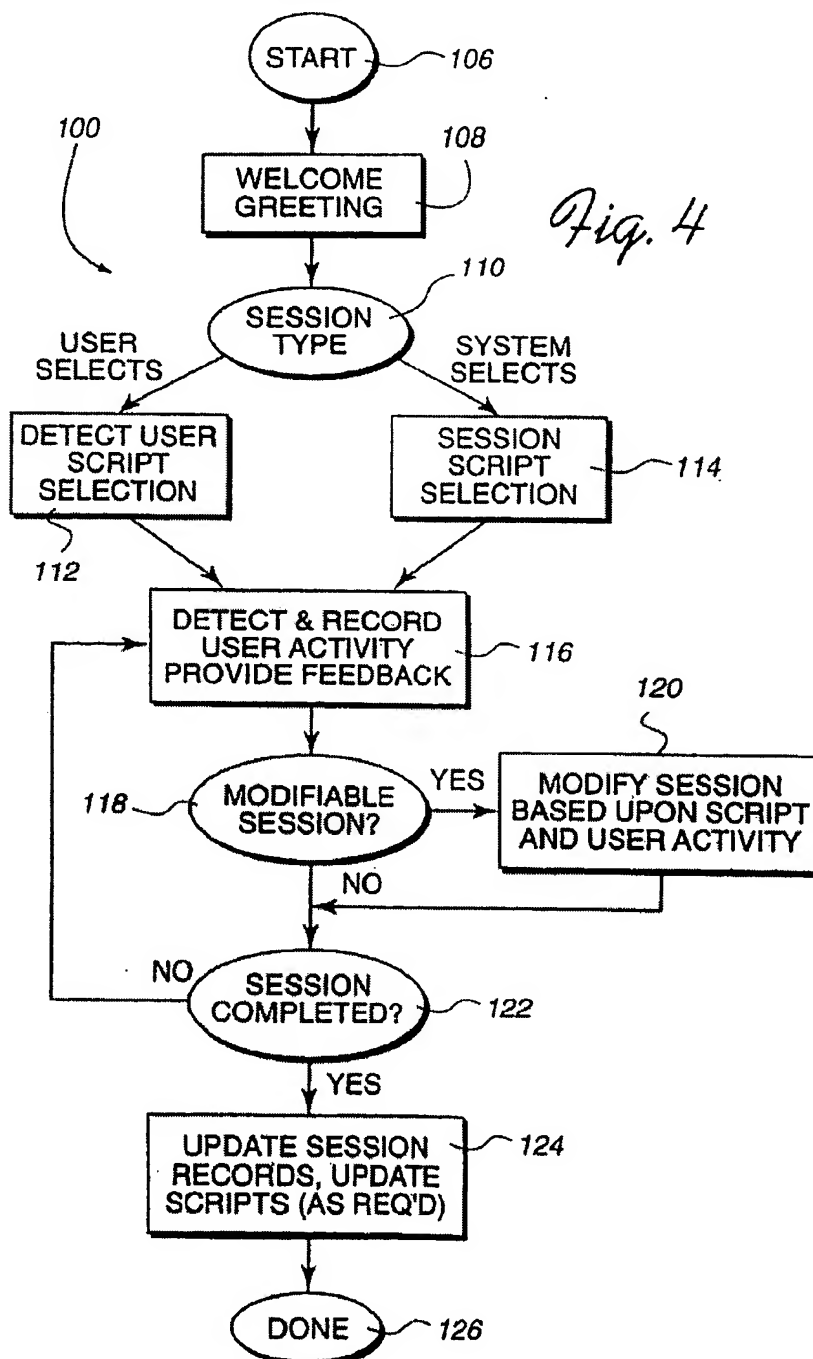 START
106
100
108
WELCOME
GREETING
Fig. 4
110
SESSION
TYPE
USER
SELECTS
SYSTEM
SELECTS
DETECT USER
SCRIPT
SELECTION
SESSION
SCRIPT
SELECTION
114
112
DETECT & RECORD
USER ACTIVITY
PROVIDE FEEDBACK
116
120
118
MODIFIABLE
SESSION?
YES
MODIFY SESSION
BASED UPON SCRIPT
AND USER ACTIVITY
NO
NO
SESSION
COMPLETED?
122
YES
UPDATE SESSION
RECORDS, UPDATE
SCRIPTS (AS REQ'D)
124
DONE
126